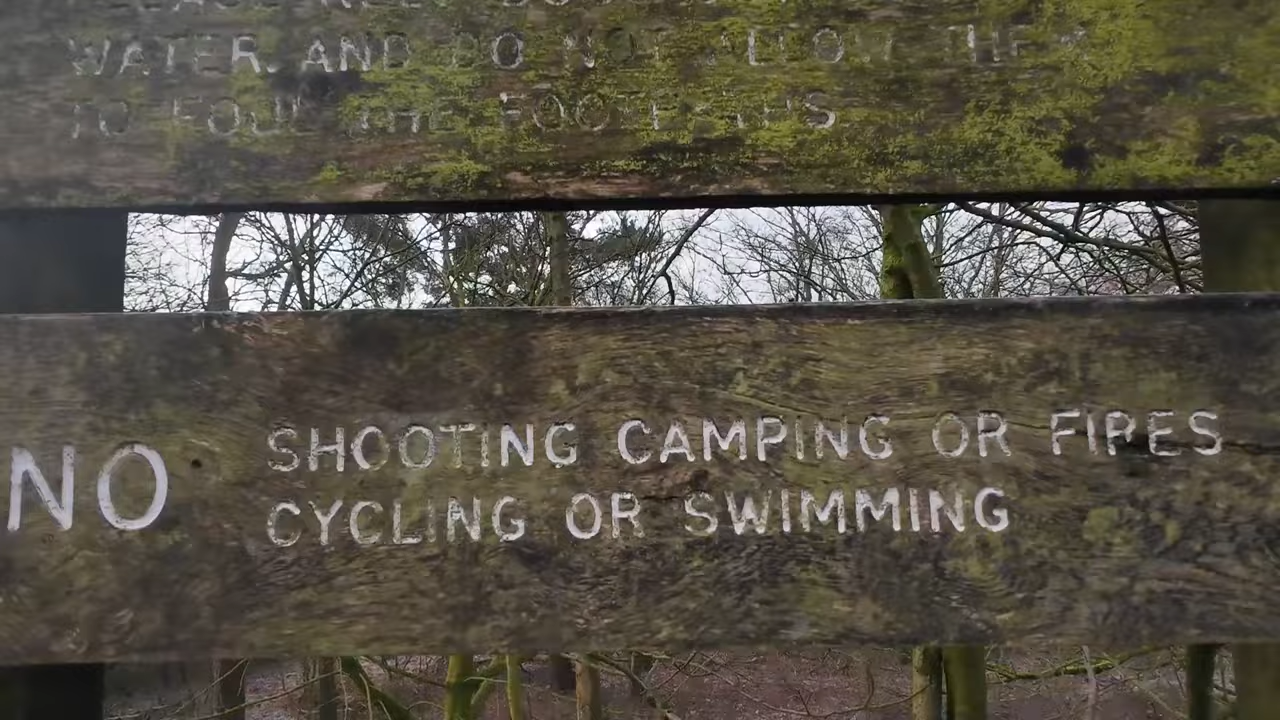 WATER AND DO NOT ALLOW THEM
TO FOUL THE FOOTPATHS
NO SHOOTING CAMPING OR FIRES
CYCLING OR SWIMMING